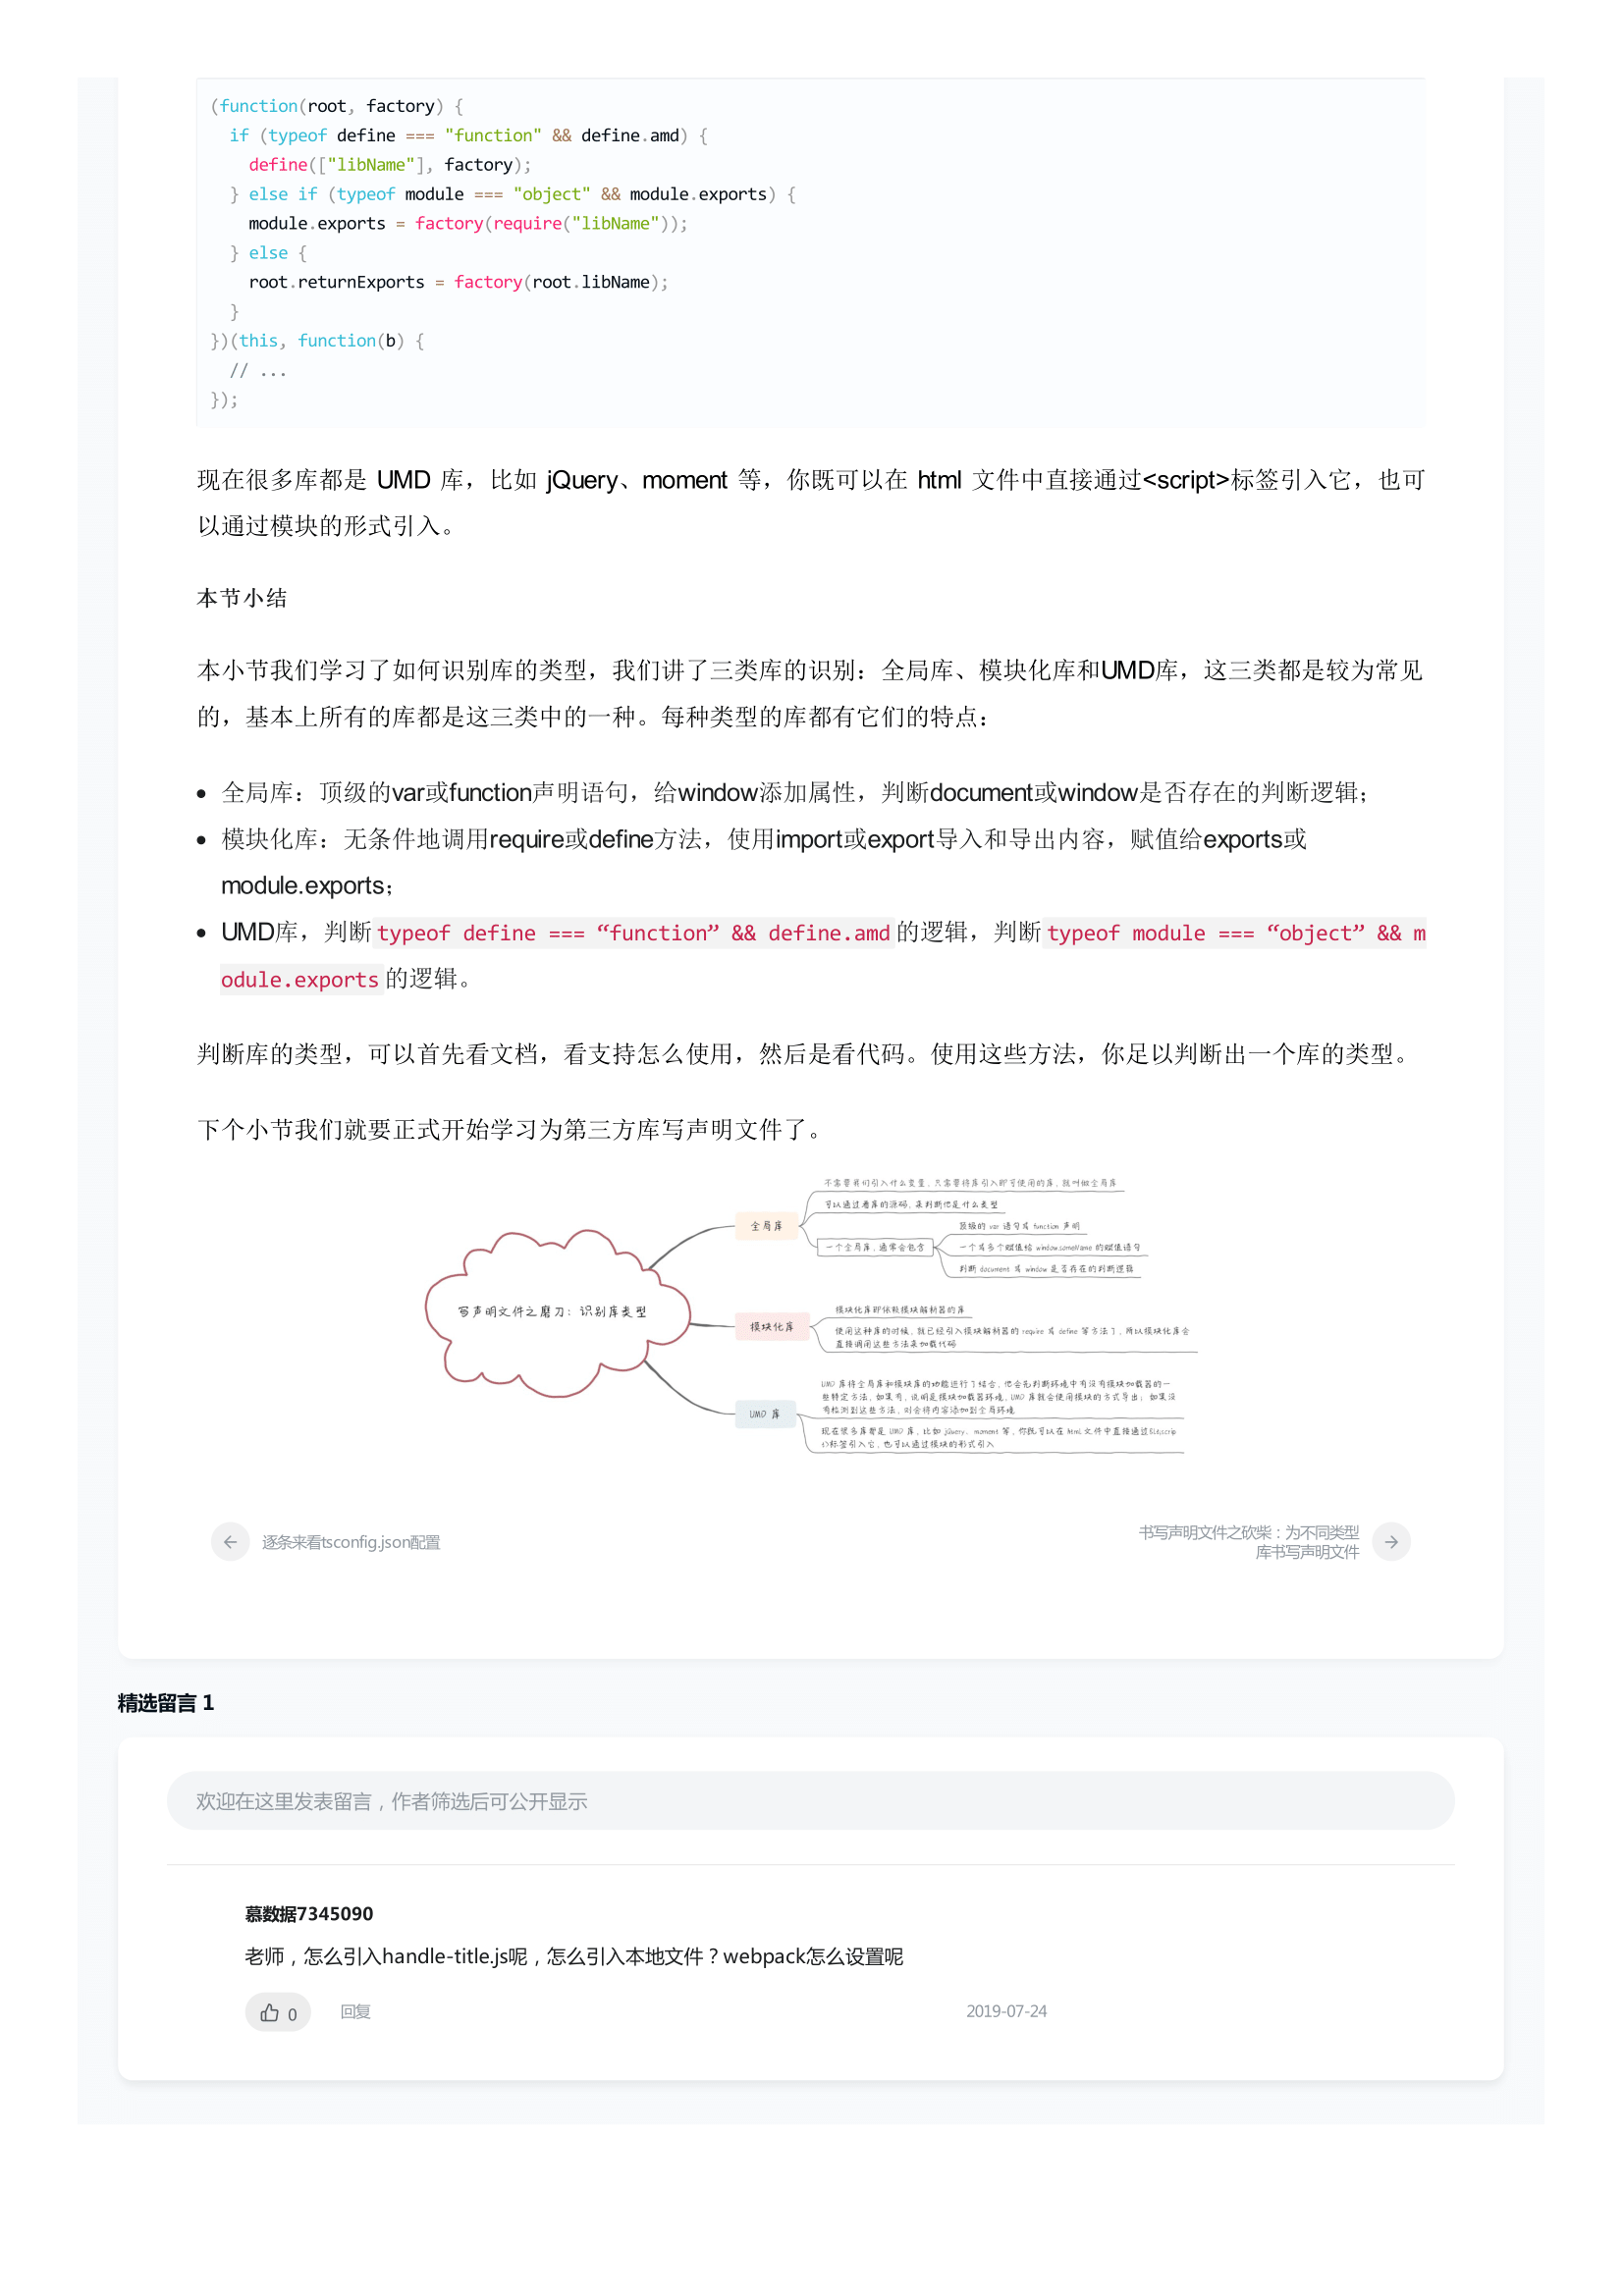 (function(root, factory) {
  if (typeof define === "function" && define.amd) {
    define(["libName"], factory);
  } else if (typeof module === "object" && module.exports) {
    module.exports = factory(require("libName"));
  } else {
    root.returnExports = factory(root.libName);
  }
})(this, function(b) {
  // ...
});
现在很多库都是 UMD 库，比如 jQuery、moment 等，你既可以在 html 文件中直接通过<script>标签引入它，也可
以通过模块的形式引入。
本节小结
本小节我们学习了如何识别库的类型，我们讲了三类库的识别：全局库、模块化库和UMD库，这三类都是较为常见
的，基本上所有的库都是这三类中的一种。每种类型的库都有它们的特点：
• 全局库：顶级的var或function声明语句，给window添加属性，判断document或window是否存在的判断逻辑；
• 模块化库：无条件地调用require或define方法，使用import或export导入和导出内容，赋值给exports或
module.exports；
• UMD库，判断typeof define === “function” && define.amd的逻辑，判断typeof module === “object” && m
odule.exports的逻辑。
判断库的类型，可以首先看文档，看支持怎么使用，然后是看代码。使用这些方法，你足以判断出一个库的类型。
下个小节我们就要正式开始学习为第三方库写声明文件了。
写声明文件之磨刀：识别库类型
全局库
不需要我们引入什么变量，只需要将库引入即可使用的库，就叫做全局库
可以通过看库的源码，来判断他是什么类型
一个全局库，通常会包含
顶级的 var 语句或 function 声明
一个或多个赋值给 window.someName 的赋值语句
判断 document 或 window 是否存在的判断逻辑
模块化库
模块化库即依赖模块解析器的库
使用这种库的时候，就已经引入模块解析器的 require 或 define 等方法了，所以模块化库会
直接调用这些方法来加载代码
UMD 库
UMD 库将全局库和模块库的功能进行了结合，他会先判断环境中有没有模块加载器的一
些特定方法，如果有，说明是模块加载器环境，UMD 库就会使用模块的方式导出；如果没
有检测到这些方法，则会将内容添加到全局环境
现在很多库都是 UMD 库，比如 jQuery、moment 等，你既可以在 html 文件中直接通过&lt;scrip
t>标签引入它，也可以通过模块的形式引入
逐条来看tsconfig.json配置
书写声明文件之砍柴：为不同类型
库书写声明文件
精选留言 1
欢迎在这里发表留言，作者筛选后可公开显示
慕数据7345090
老师，怎么引入handle-title.js呢，怎么引入本地文件？webpack怎么设置呢
0 回复 2019-07-24